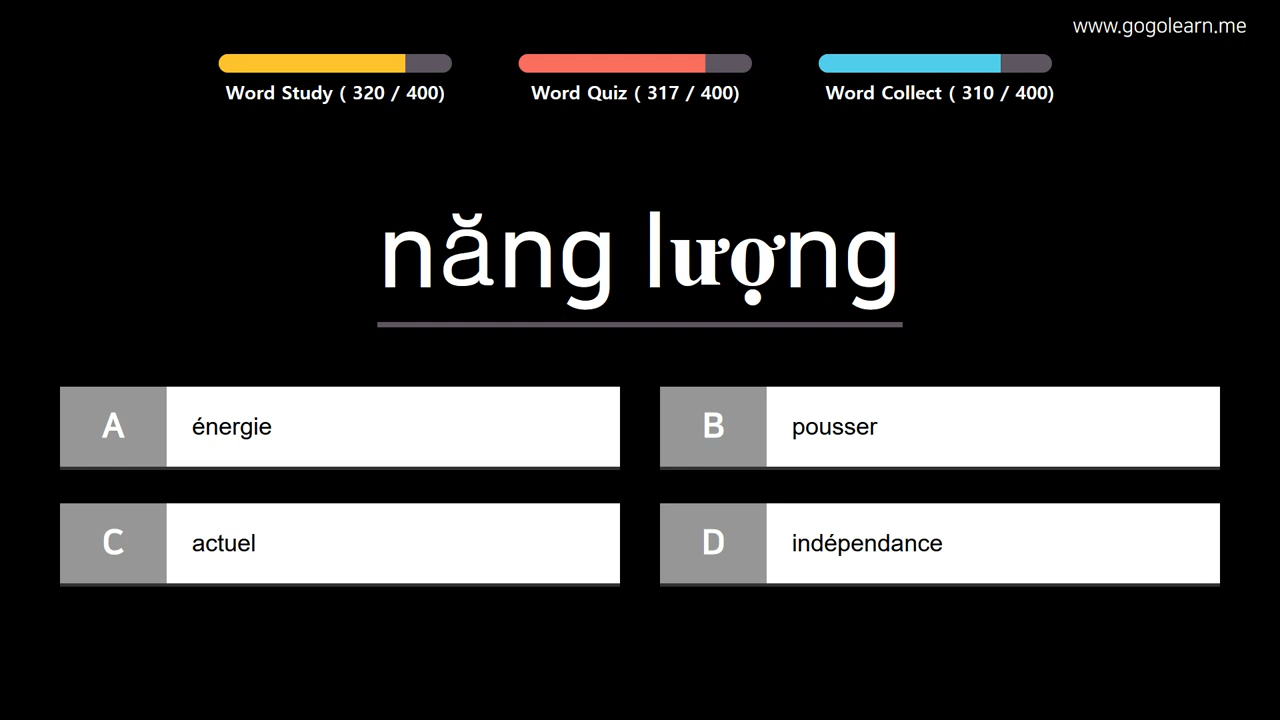 www.gogolearn.me
Word Study ( 320 / 400)
Word Quiz ( 317 / 400)
Word Collect ( 310 / 400)
năng lượng
A énergie
B pousser
C actuel
D indépendance